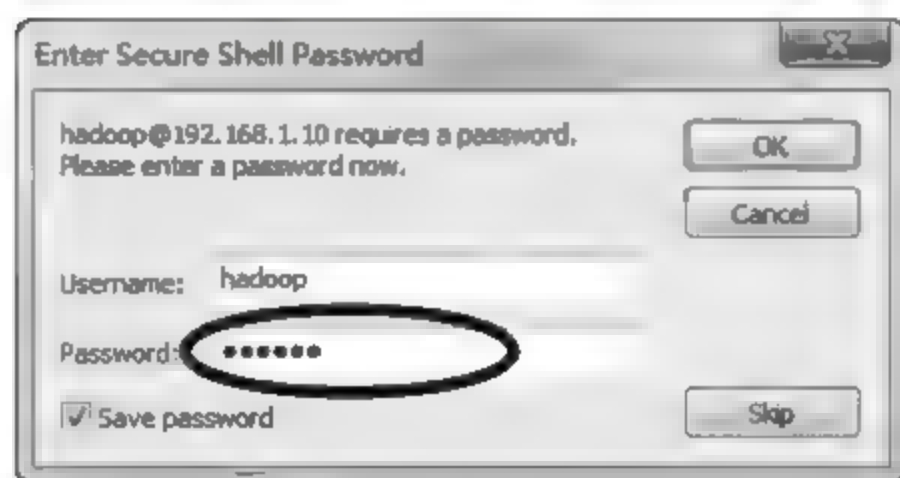 Enter Secure Shell Password
hadoop@192.168.1.10 requires a password.
Please enter a password now.
OK
Cancel
Username: hadoop
Password: ••••••
Save password
Skip